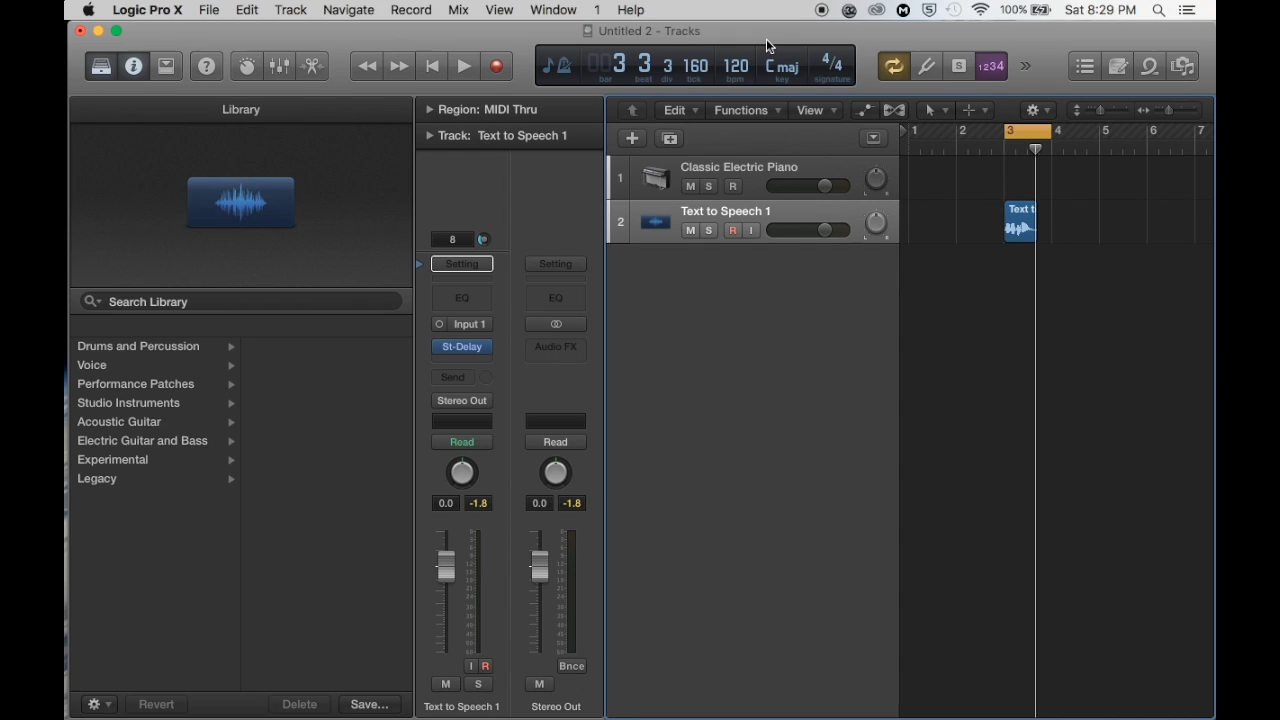 Logic Pro X File Edit Track Navigate Record Mix View Window 1 Help 100% Sat 8:29 PM
Untitled 2 - Tracks
3 3 3 160 120 C maj 4/4
bar beat div tick bpm key signature
S 1234
Library
Region: MIDI Thru
Track: Text to Speech 1
Edit Functions View
1 2 3 4 5 6 7
1 Classic Electric Piano
M S R
L R
2 Text to Speech 1
M S R I
L R
Text t
8
Setting Setting
EQ EQ
Input 1
St-Delay Audio FX
Send
Stereo Out
Read Read
0.0 -1.8 0.0 -1.8
I R Bnce
M S M
Text to Speech 1 Stereo Out
Search Library
Drums and Percussion
Voice
Performance Patches
Studio Instruments
Acoustic Guitar
Electric Guitar and Bass
Experimental
Legacy
Revert Delete Save...